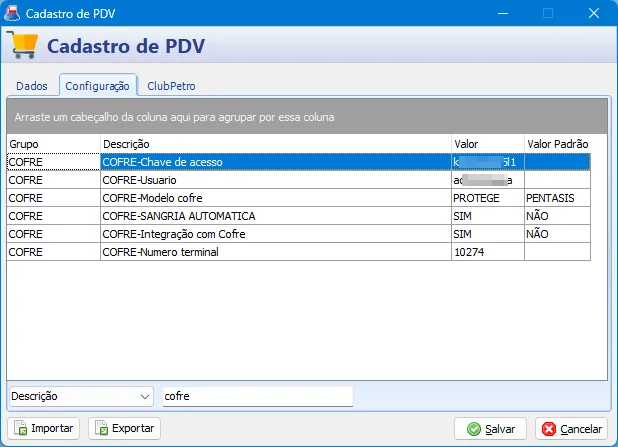 Cadastro de PDV
Cadastro de PDV
Dados Configuração ClubPetro
Arraste um cabeçalho da coluna aqui para agrupar por essa coluna
Grupo Descrição Valor Valor Padrão
COFRE COFRE-Chave de acesso
COFRE COFRE-Usuario
COFRE COFRE-Modelo cofre PROTEGE PENTASIS
COFRE COFRE-SANGRIA AUTOMATICA SIM NÃO
COFRE COFRE-Integração com Cofre SIM NÃO
COFRE COFRE-Numero terminal 10274
Descrição cofre
Importar Exportar Salvar Cancelar